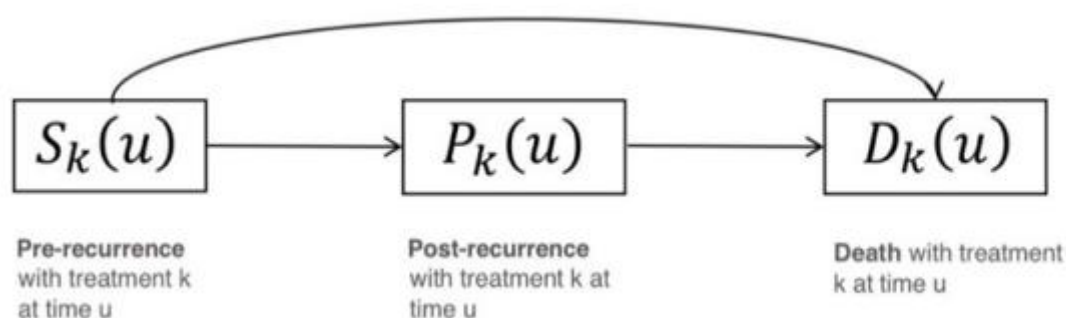 S_k(u)
P_k(u)
D_k(u)
Pre-recurrence
with treatment k
at time u
Post-recurrence
with treatment k at
time u
Death with treatment
k at time u